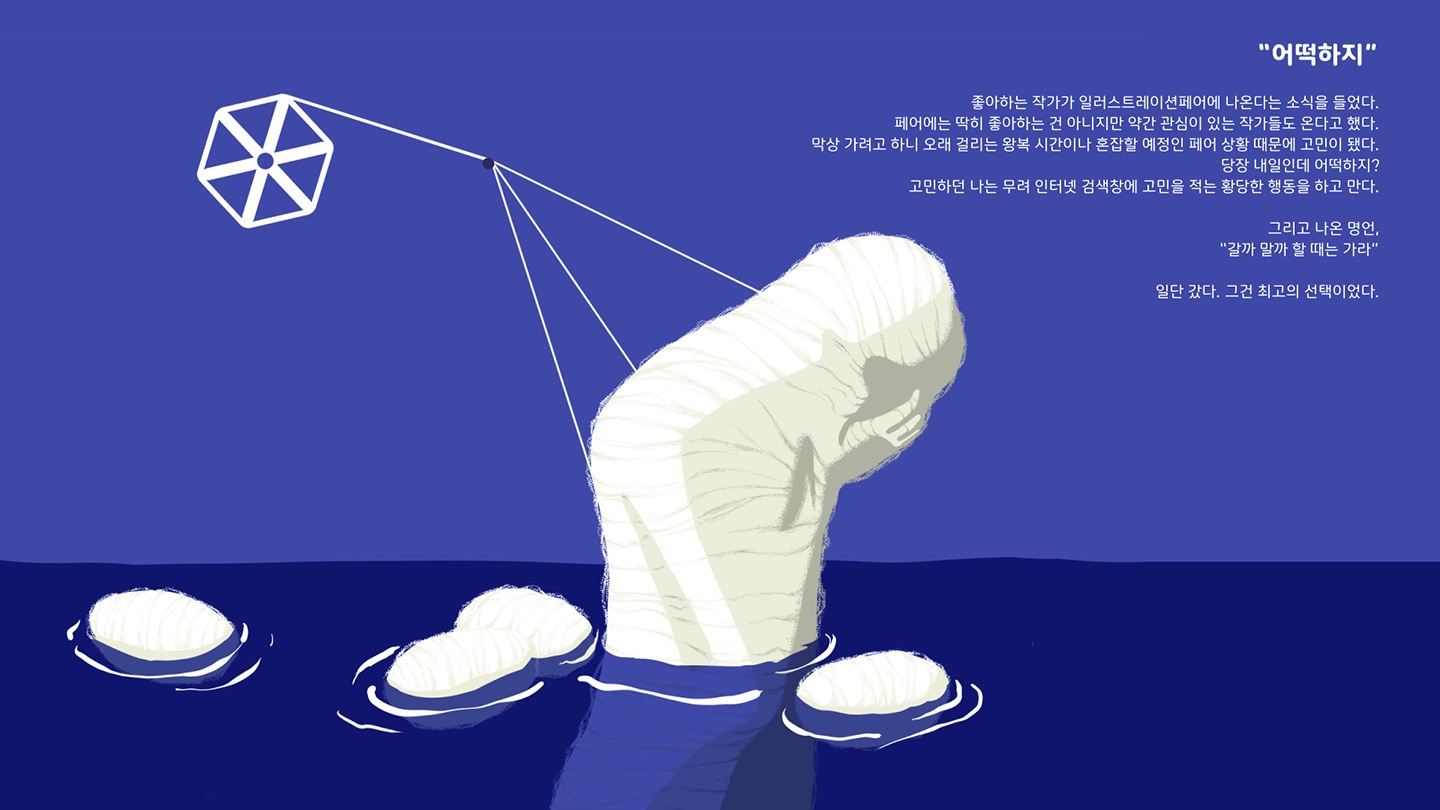 “어떡하지”
좋아하는 작가가 일러스트레이션페어에 나온다는 소식을 들었다.
페어에는 딱히 좋아하는 건 아니지만 약간 관심이 있는 작가들도 온다고 했다.
막상 가려고 하니 오래 걸리는 왕복 시간이나 혼잡할 예정인 페어 상황 때문에 고민이 됐다.
당장 내일인데 어떡하지?
고민하던 나는 무려 인터넷 검색창에 고민을 적는 황당한 행동을 하고 만다.
그리고 나온 명언,
“갈까 말까 할 때는 가라”
일단 갔다. 그건 최고의 선택이었다.